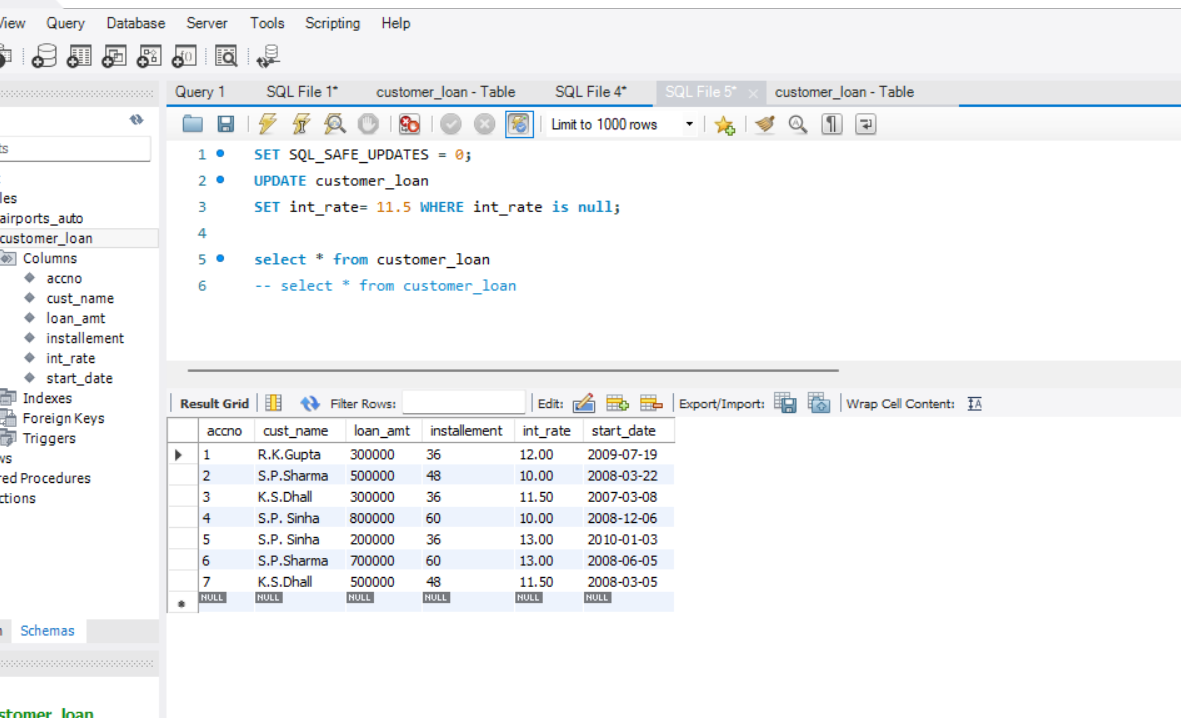 View Query Database Server Tools Scripting Help
Query 1 SQL File 1* customer_loan - Table SQL File 4* SQL File 5* customer_loan - Table
Limit to 1000 rows
1 SET SQL_SAFE_UPDATES = 0;
2 UPDATE customer_loan
3 SET int_rate= 11.5 WHERE int_rate is null;
4
5 select * from customer_loan
6 -- select * from customer_loan
airports_auto
customer_loan
Columns
accno
cust_name
loan_amt
installement
int_rate
start_date
Indexes
Foreign Keys
Triggers
red Procedures
ctions
Schemas
stomer_loan
Result Grid Filter Rows: Edit: Export/Import: Wrap Cell Content:
accno cust_name loan_amt installement int_rate start_date
1 R.K.Gupta 300000 36 12.00 2009-07-19
2 S.P.Sharma 500000 48 10.00 2008-03-22
3 K.S.Dhall 300000 36 11.50 2007-03-08
4 S.P. Sinha 800000 60 10.00 2008-12-06
5 S.P. Sinha 200000 36 13.00 2010-01-03
6 S.P.Sharma 700000 60 13.00 2008-06-05
7 K.S.Dhall 500000 48 11.50 2008-03-05
NULL NULL NULL NULL NULL NULL